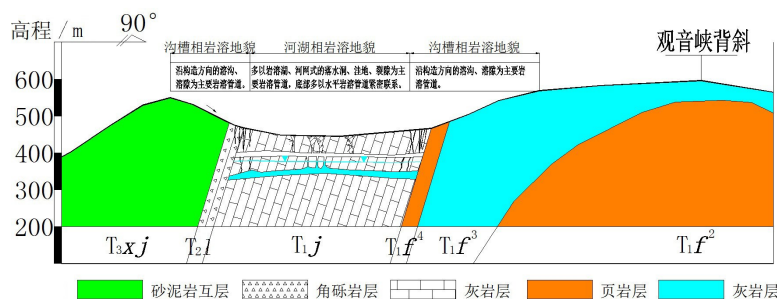 高程/m
90°
沟槽相岩溶地貌
河湖相岩溶地貌
沟槽相岩溶地貌
观音峡背斜
沿构造方向的溶沟、
溶隙为主要岩溶管道。
多以岩溶湖、河网式的落水洞、洼地、裂隙为主
要岩溶管道，底部多以水平岩溶管道紧密联系。
沿构造方向的溶沟、溶隙为主要岩
溶管道。
600
500
400
300
200
T₃xj
T₂l
T₁j
T₁f⁴
T₁f³
T₁f²
砂泥岩互层
角砾岩层
灰岩层
页岩层
灰岩层